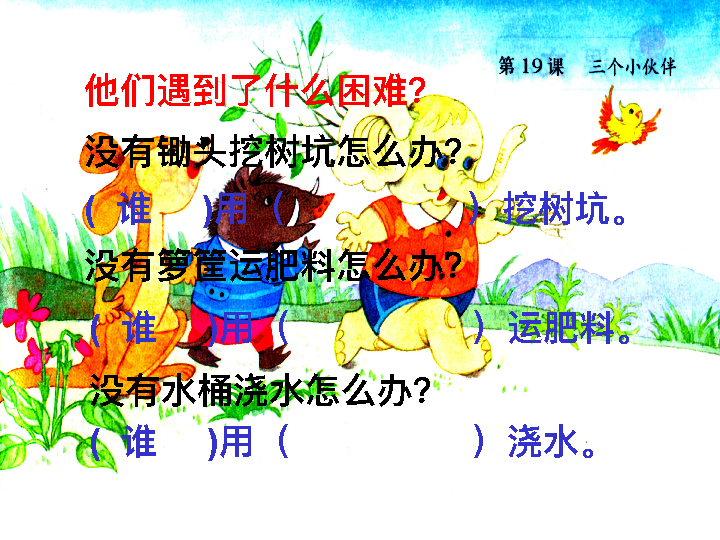 第19课 三个小伙伴
他们遇到了什么困难?
没有锄头挖树坑怎么办?
( 谁 )用( )挖树坑。
没有箩筐运肥料怎么办?
( 谁 )用( )运肥料。
没有水桶浇水怎么办?
( 谁 )用( )浇水。